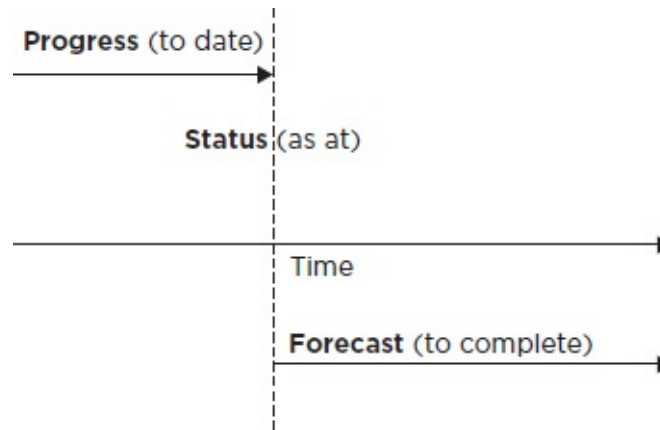 Progress (to date)
Status (as at)
Time
Forecast (to complete)